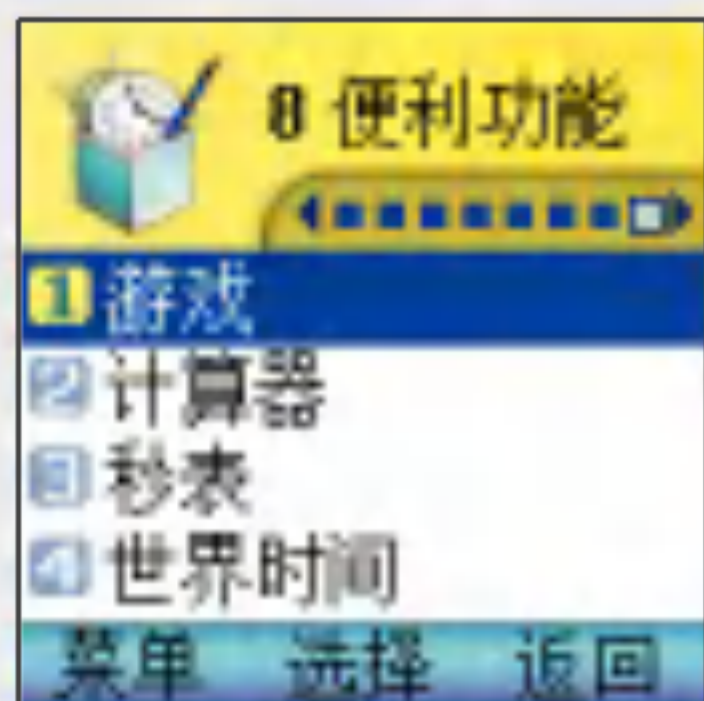 8 便利功能
1 游戏
2 计算器
3 秒表
4 世界时间
菜单 选择 返回